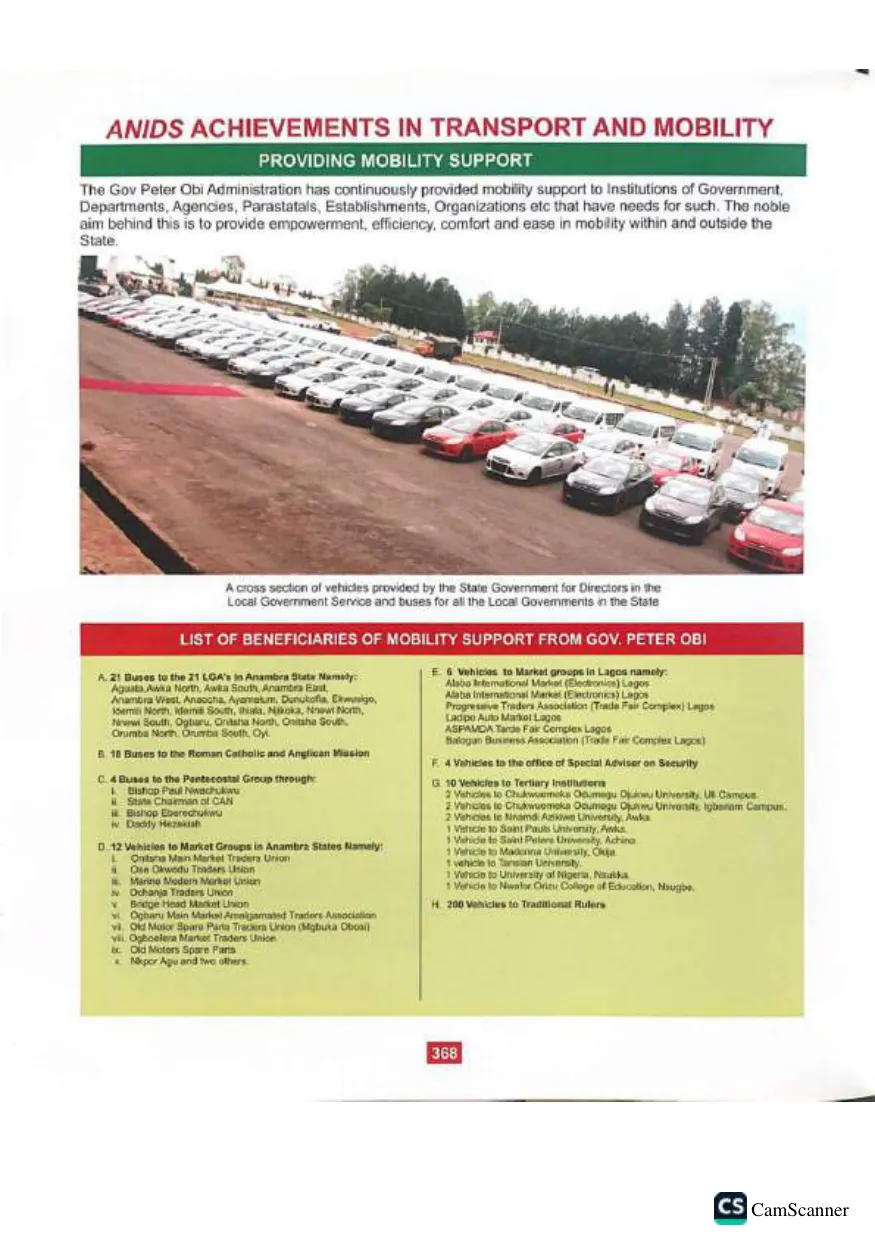 ANIDS ACHIEVEMENTS IN TRANSPORT AND MOBILITY
PROVIDING MOBILITY SUPPORT
The Gov Peter Obi Administration has continuously provided mobility support to Institutions of Government,
Departments, Agencies, Parastatals, Establishments, Organizations etc that have needs for such. The noble
aim behind this is to provide empowerment, efficiency, comfort and ease in mobility within and outside the
State.
A cross section of vehicles provided by the State Government for Directors in the
Local Government Service and buses for all the Local Governments in the State
LIST OF BENEFICIARIES OF MOBILITY SUPPORT FROM GOV. PETER OBI
A. 21 Buses to the 21 LGA's in Anambra State Namely:
Aguata, Awka North, Awka South, Anambra East,
Anambra West, Anaocha, Ayamelum, Dunukofia, Ekwusigo,
Idemili North, Idemili South, Ihiala, Njikoka, Nnewi North,
Nnewi South, Ogbaru, Onitsha North, Onitsha South,
Orumba North, Orumba South, Oyi.
B. 18 Buses to the Roman Catholic and Anglican Mission
C. 4 Buses to the Pentecostal Group through:
i. Bishop Paul Nwachukwu
ii. State Chairman of CAN
iii. Bishop Eberechukwu
iv. Daddy Hezekiah
D. 12 Vehicles to Market Groups in Anambra States Namely:
i. Onitsha Main Market Traders Union
ii. Ose Okwodu Traders Union
iii. Marine Modern Market Union
iv. Ochanja Traders Union
v. Bridge Head Market Union
vi. Ogbaru Main Market Amalgamated Traders Association
vii. Old Motor Spare Parts Traders Union (Mgbuka Obosi)
viii. Ogboefere Market Traders Union
ix. Old Motors Spare Parts
x. Nkpor Agu and two others.
E. 6 Vehicles to Market groups in Lagos namely:
Alaba International Market (Electronics) Lagos
Alaba International Market (Electronics) Lagos
Progressive Traders Association (Trade Fair Complex) Lagos
Ladipo Auto Market Lagos
ASPAMDA Tarde Fair Complex Lagos
Balogun Business Association (Trade Fair Complex Lagos)
F. 4 Vehicles to the office of Special Adviser on Security
G. 10 Vehicles to Tertiary Institutions
2 Vehicles to Chukwuemeka Odumegu Ojukwu University, Uli Campus.
2 Vehicles to Chukwuemeka Odumegu Ojukwu University, Igbariam Campus.
2 Vehicles to Nnamdi Azikiwe University, Awka.
1 Vehicle to Saint Pauls University, Awka.
1 Vehicle to Saint Peters University, Achina.
1 Vehicle to Madonna University, Okija.
1 vehicle to Tansian University.
1 Vehicle to University of Nigeria, Nsukka.
1 Vehicle to Nwafor Orizu College of Education, Nsugbe.
H. 200 Vehicles to Traditional Rulers
368
CS CamScanner